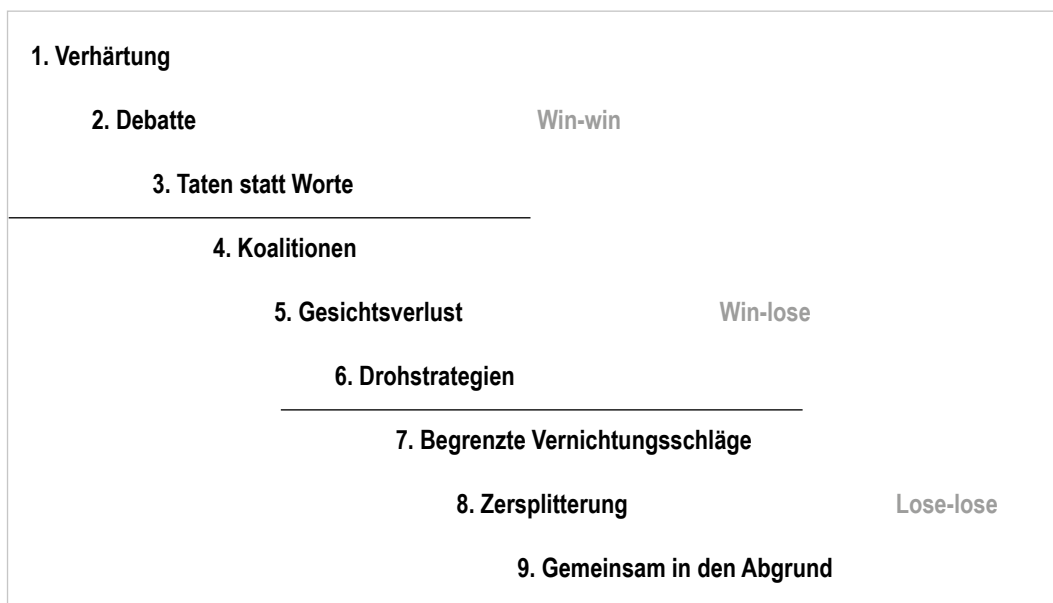 1. Verhärtung
2. Debatte Win-win
3. Taten statt Worte
4. Koalitionen
5. Gesichtsverlust Win-lose
6. Drohstrategien
7. Begrenzte Vernichtungsschläge
8. Zersplitterung Lose-lose
9. Gemeinsam in den Abgrund